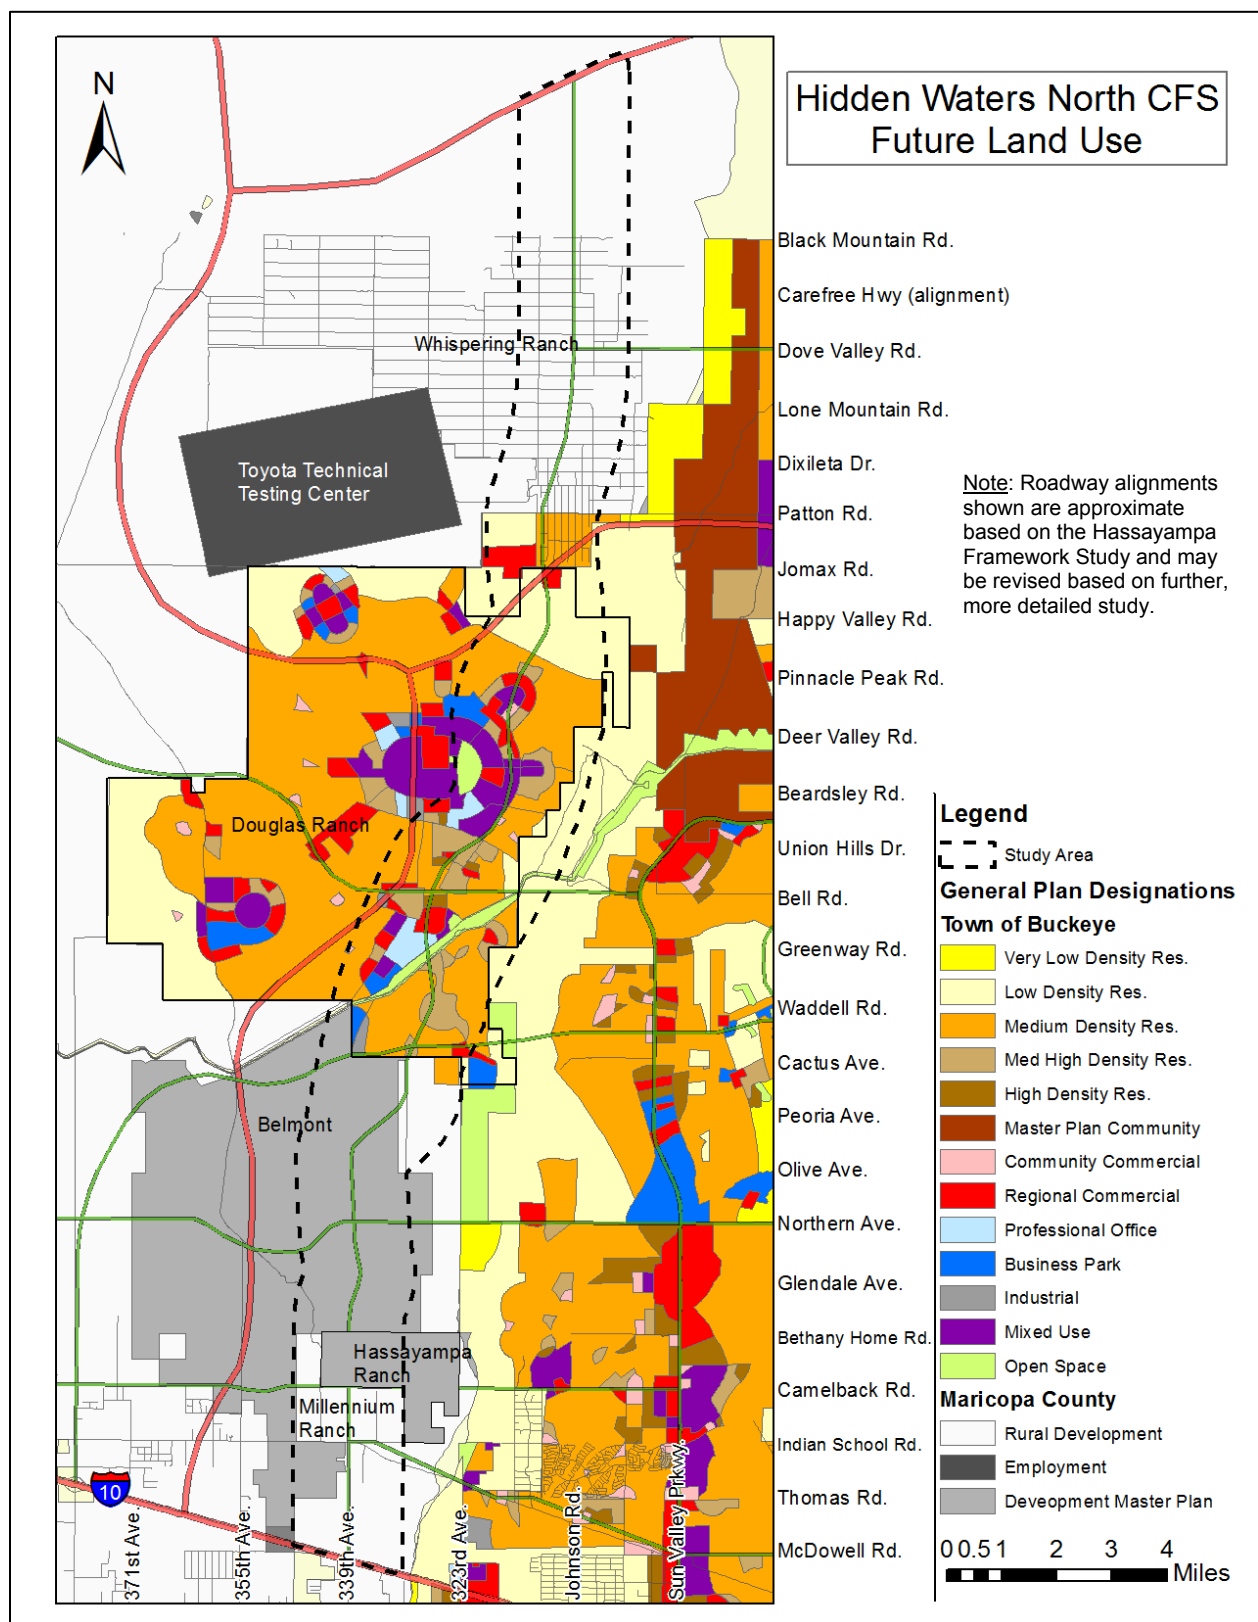 Hidden Waters North CFS
Future Land Use
N
Black Mountain Rd.
Carefree Hwy (alignment)
Whispering Ranch
Dove Valley Rd.
Lone Mountain Rd.
Toyota Technical
Testing Center
Dixileta Dr.
Patton Rd.
Jomax Rd.
Happy Valley Rd.
Pinnacle Peak Rd.
Deer Valley Rd.
Beardsley Rd.
Union Hills Dr.
Bell Rd.
Greenway Rd.
Waddell Rd.
Cactus Ave.
Peoria Ave.
Olive Ave.
Northern Ave.
Glendale Ave.
Bethany Home Rd.
Camelback Rd.
Indian School Rd.
Thomas Rd.
McDowell Rd.
Note: Roadway alignments
shown are approximate
based on the Hassayampa
Framework Study and may
be revised based on further,
more detailed study.
Douglas Ranch
Belmont
Hassayampa
Ranch
Millennium
Ranch
10
371st Ave.
355th Ave.
339th Ave.
323rd Ave.
Johnson Rd.
Sun Valley Prkwy.
Legend
Study Area
General Plan Designations
Town of Buckeye
Very Low Density Res.
Low Density Res.
Medium Density Res.
Med High Density Res.
High Density Res.
Master Plan Community
Community Commercial
Regional Commercial
Professional Office
Business Park
Industrial
Mixed Use
Open Space
Maricopa County
Rural Development
Employment
Deveopment Master Plan
0 0.5 1 2 3 4
Miles